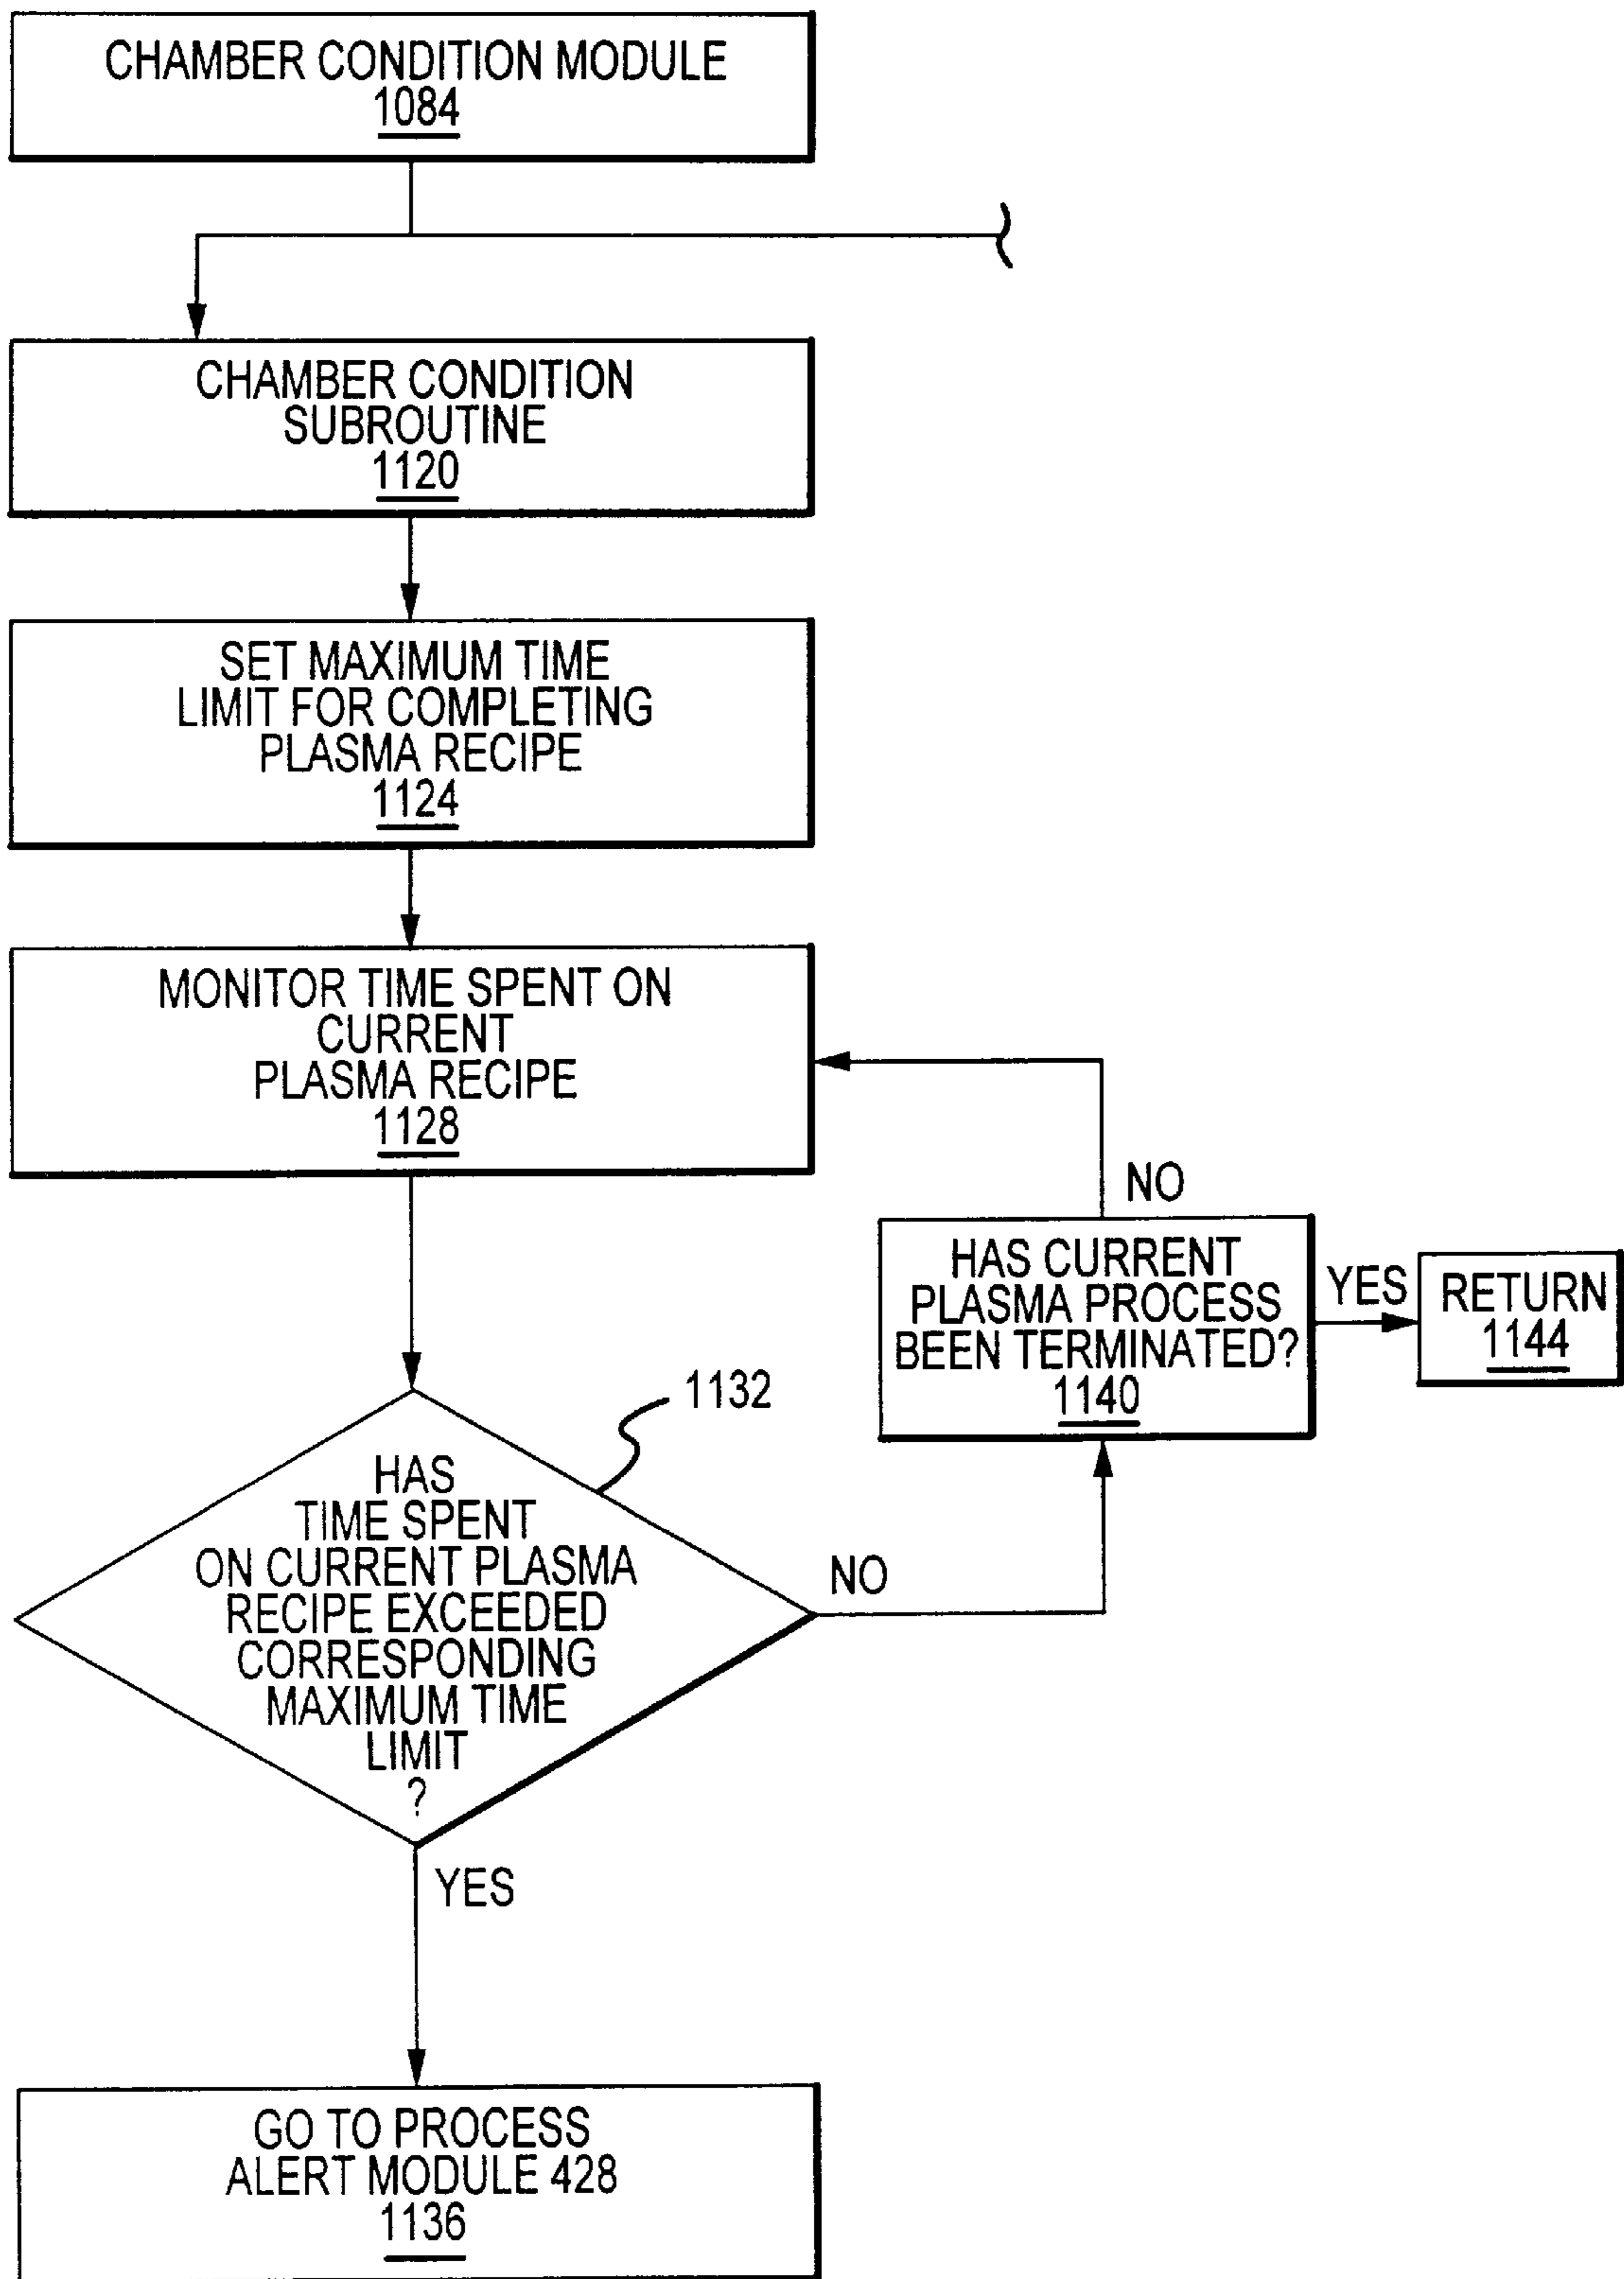 CHAMBER CONDITION MODULE
1084
CHAMBER CONDITION
SUBROUTINE
1120
SET MAXIMUM TIME
LIMIT FOR COMPLETING
PLASMA RECIPE
1124
MONITOR TIME SPENT ON
CURRENT
PLASMA RECIPE
1128
NO
HAS CURRENT
PLASMA PROCESS
BEEN TERMINATED?
1140
YES
RETURN
1144
1132
HAS
TIME SPENT
ON CURRENT PLASMA
RECIPE EXCEEDED
CORRESPONDING
MAXIMUM TIME
LIMIT
?
NO
YES
GO TO PROCESS
ALERT MODULE 428
1136